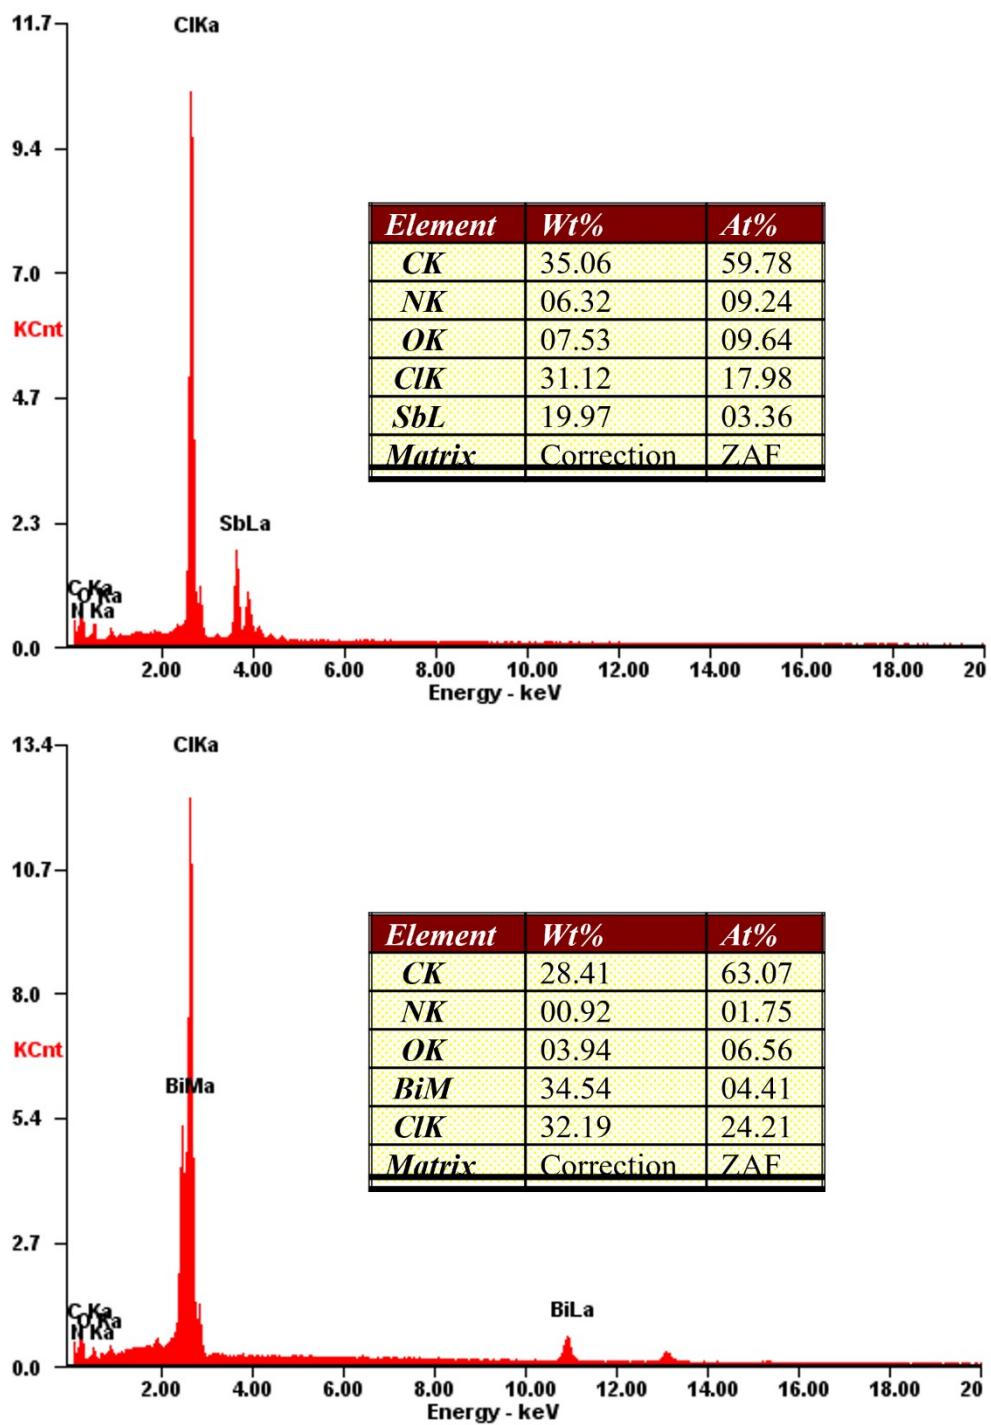 11.7
ClKa
9.4
Element Wt% At%
CK 35.06 59.78
7.0
NK 06.32 09.24
KCnt
OK 07.53 09.64
ClK 31.12 17.98
4.7
SbL 19.97 03.36
Matrix Correction ZAF
2.3
SbLa
C Ka
O Ka
N Ka
0.0
2.00 4.00 6.00 8.00 10.00 12.00 14.00 16.00 18.00 20
Energy - keV
13.4
ClKa
10.7
Element Wt% At%
CK 28.41 63.07
8.0
NK 00.92 01.75
KCnt
OK 03.94 06.56
BiMa
BiM 34.54 04.41
5.4
ClK 32.19 24.21
Matrix Correction ZAF
2.7
BiLa
C Ka
O Ka
N Ka
0.0
2.00 4.00 6.00 8.00 10.00 12.00 14.00 16.00 18.00 20
Energy - keV